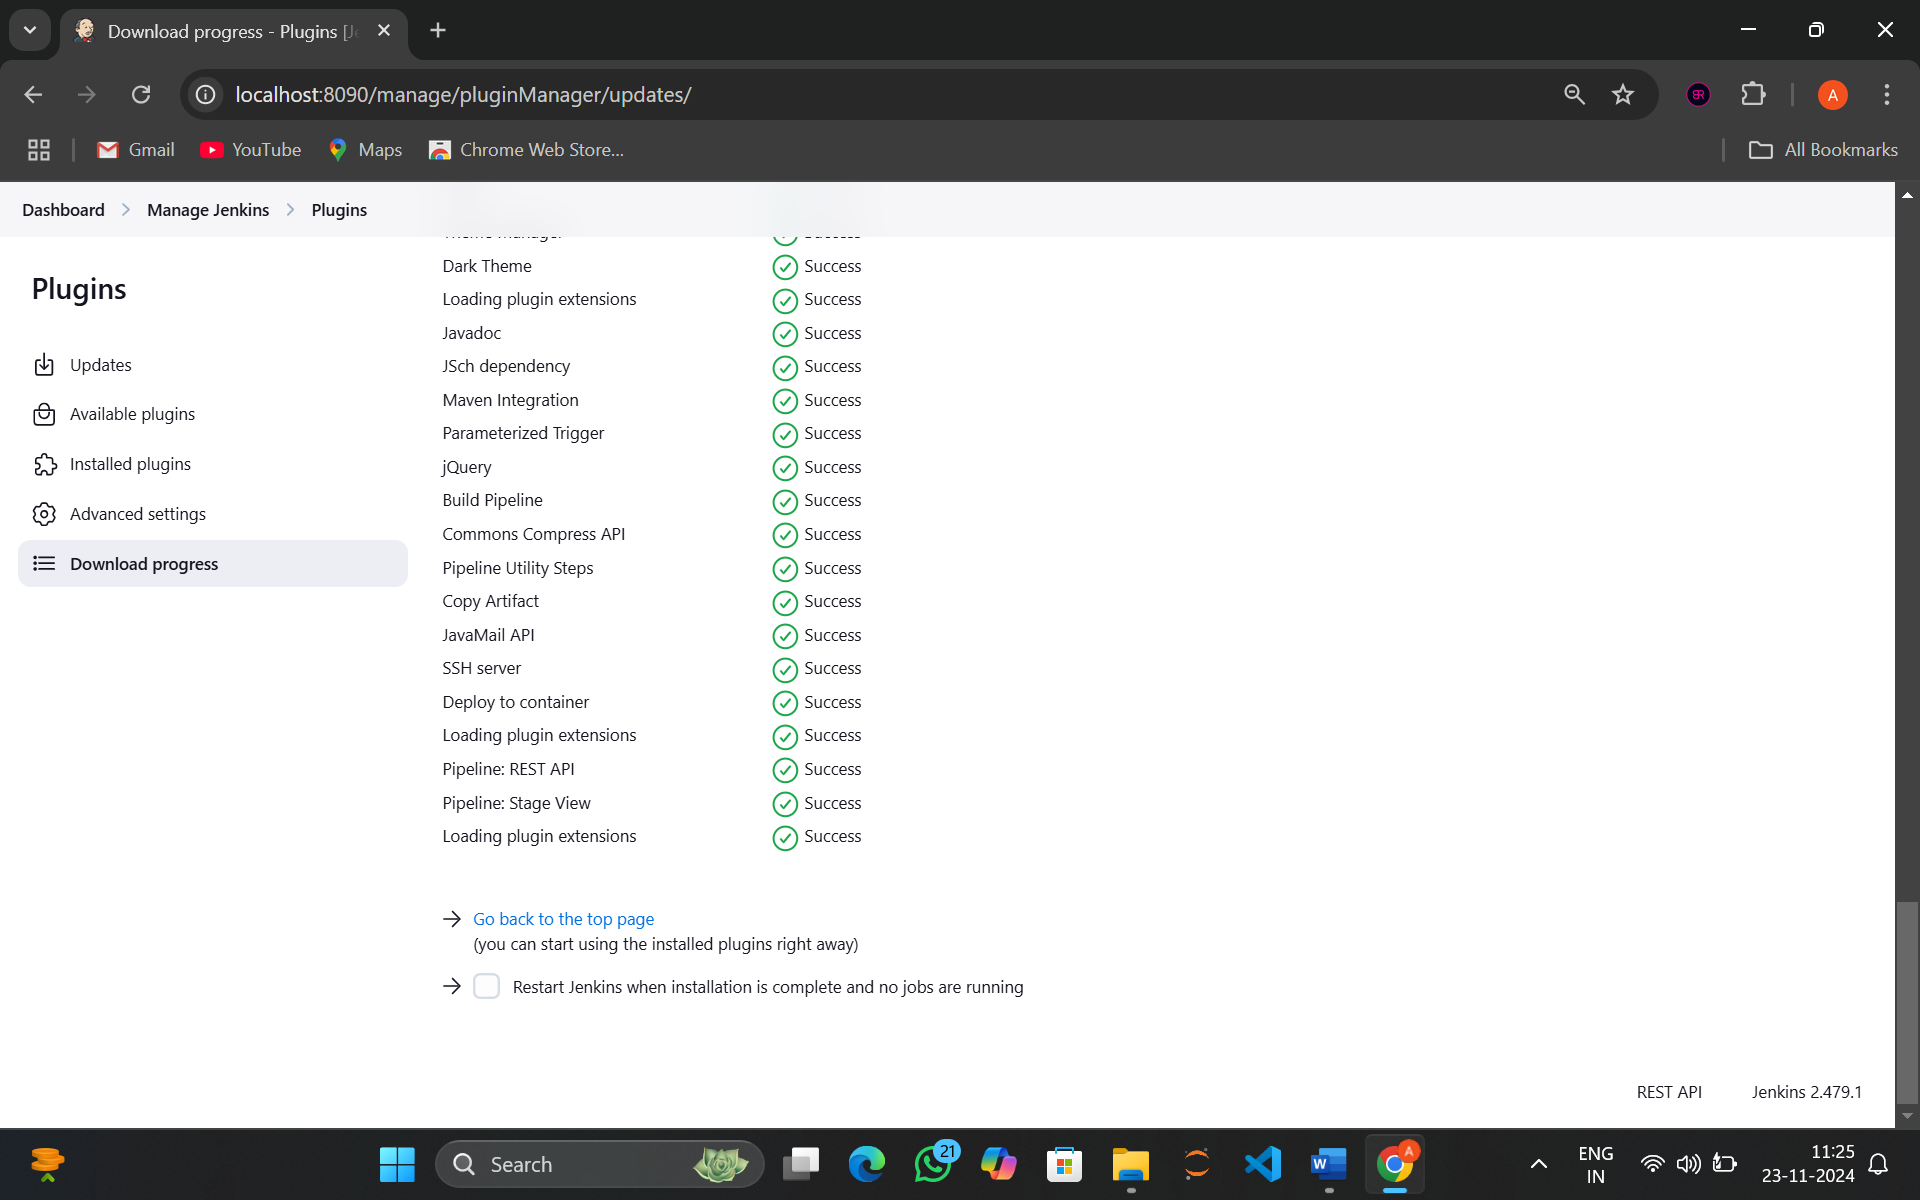 Download progress - Plugins [Je
localhost:8090/manage/pluginManager/updates/
A
Gmail
YouTube
Maps
Chrome Web Store...
All Bookmarks
Dashboard
Manage Jenkins
Plugins
Plugins
Updates
Available plugins
Installed plugins
Advanced settings
Download progress
Theme Manager Success
Dark Theme Success
Loading plugin extensions Success
Javadoc Success
JSch dependency Success
Maven Integration Success
Parameterized Trigger Success
jQuery Success
Build Pipeline Success
Commons Compress API Success
Pipeline Utility Steps Success
Copy Artifact Success
JavaMail API Success
SSH server Success
Deploy to container Success
Loading plugin extensions Success
Pipeline: REST API Success
Pipeline: Stage View Success
Loading plugin extensions Success
Go back to the top page
(you can start using the installed plugins right away)
Restart Jenkins when installation is complete and no jobs are running
REST API
Jenkins 2.479.1
Search
21
W
A
ENG
IN
11:25
23-11-2024